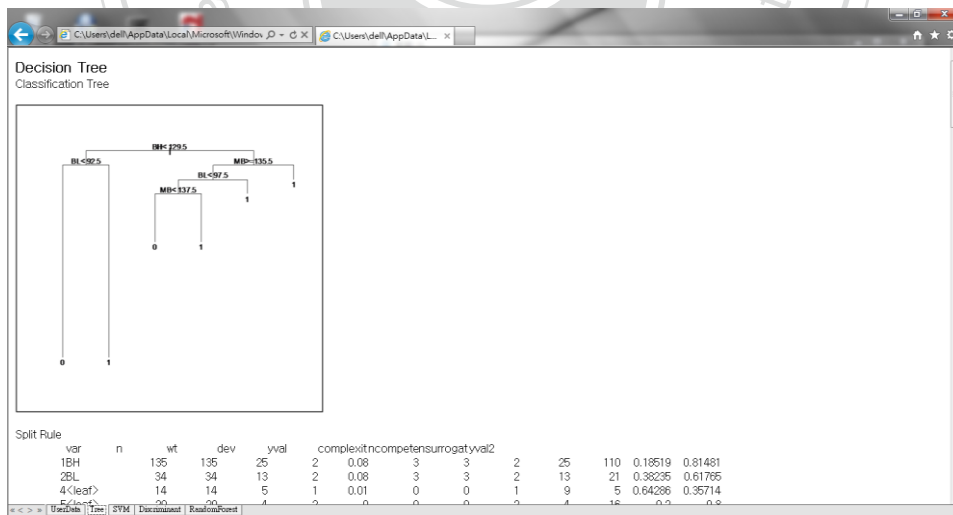 C:\Users\dell\AppData\Local\Microsoft\Windov
C:\Users\dell\AppData\L...
Decision Tree
Classification Tree
BH< 129.5
BL<92.5
MB>=135.5
BL<97.5
1
MB<137.5
1
0 1
0 1
Split Rule
var n wt dev yval complexitncompetensurrogatyval2
1BH 135 135 25 2 0.08 3 3 2 25 110 0.18519 0.81481
2BL 34 34 13 2 0.08 3 3 2 13 21 0.38235 0.61765
4<leaf> 14 14 5 1 0.01 0 0 1 9 5 0.64286 0.35714
UserData Tree SVM Discriminant RandomForest